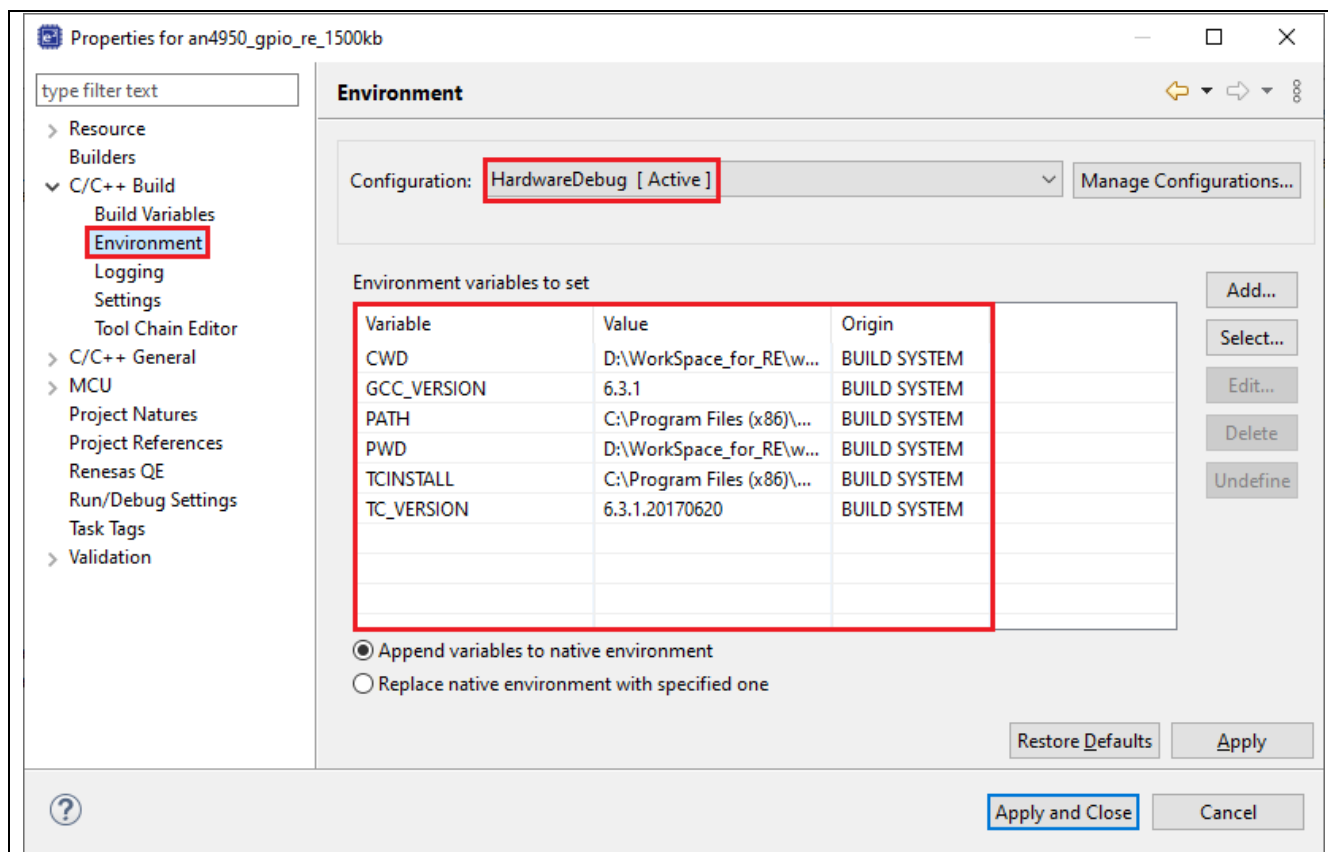 Properties for an4950_gpio_re_1500kb
type filter text
Resource
Builders
C/C++ Build
Build Variables
Environment
Logging
Settings
Tool Chain Editor
C/C++ General
MCU
Project Natures
Project References
Renesas QE
Run/Debug Settings
Task Tags
Validation
Environment
Configuration: HardwareDebug [ Active ] Manage Configurations...
Environment variables to set
Variable Value Origin
CWD D:\WorkSpace_for_RE\w... BUILD SYSTEM
GCC_VERSION 6.3.1 BUILD SYSTEM
PATH C:\Program Files (x86)\... BUILD SYSTEM
PWD D:\WorkSpace_for_RE\w... BUILD SYSTEM
TCINSTALL C:\Program Files (x86)\... BUILD SYSTEM
TC_VERSION 6.3.1.20170620 BUILD SYSTEM
Add...
Select...
Edit...
Delete
Undefine
Append variables to native environment
Replace native environment with specified one
Restore Defaults Apply
? Apply and Close Cancel